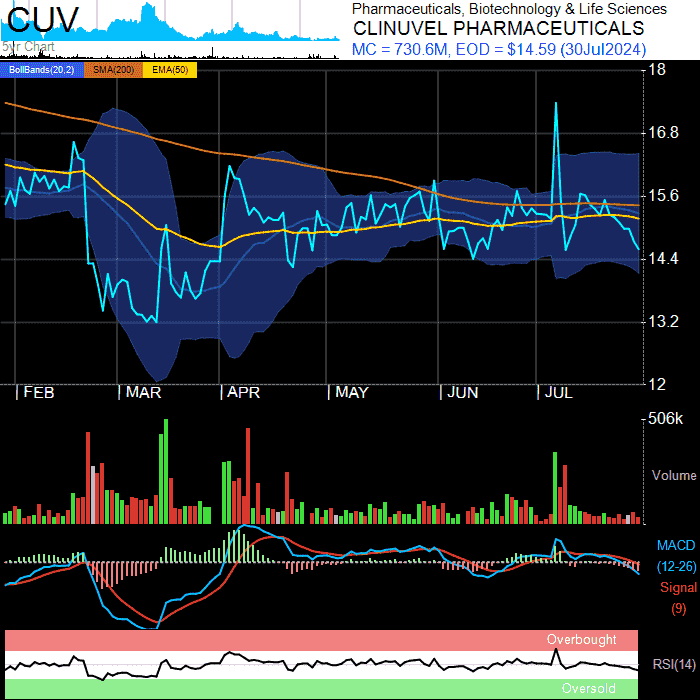 CUV
5yr Chart
Pharmaceuticals, Biotechnology & Life Sciences
CLINUVEL PHARMACEUTICALS
MC = 730.6M, EOD = $14.59 (30Jul2024)
BollBands(20,2) SMA(200) EMA(50)
18
16.8
15.6
14.4
13.2
12
FEB MAR APR MAY JUN JUL
506k
Volume
MACD
(12-26)
Signal
(9)
Overbought
RSI(14)
Oversold